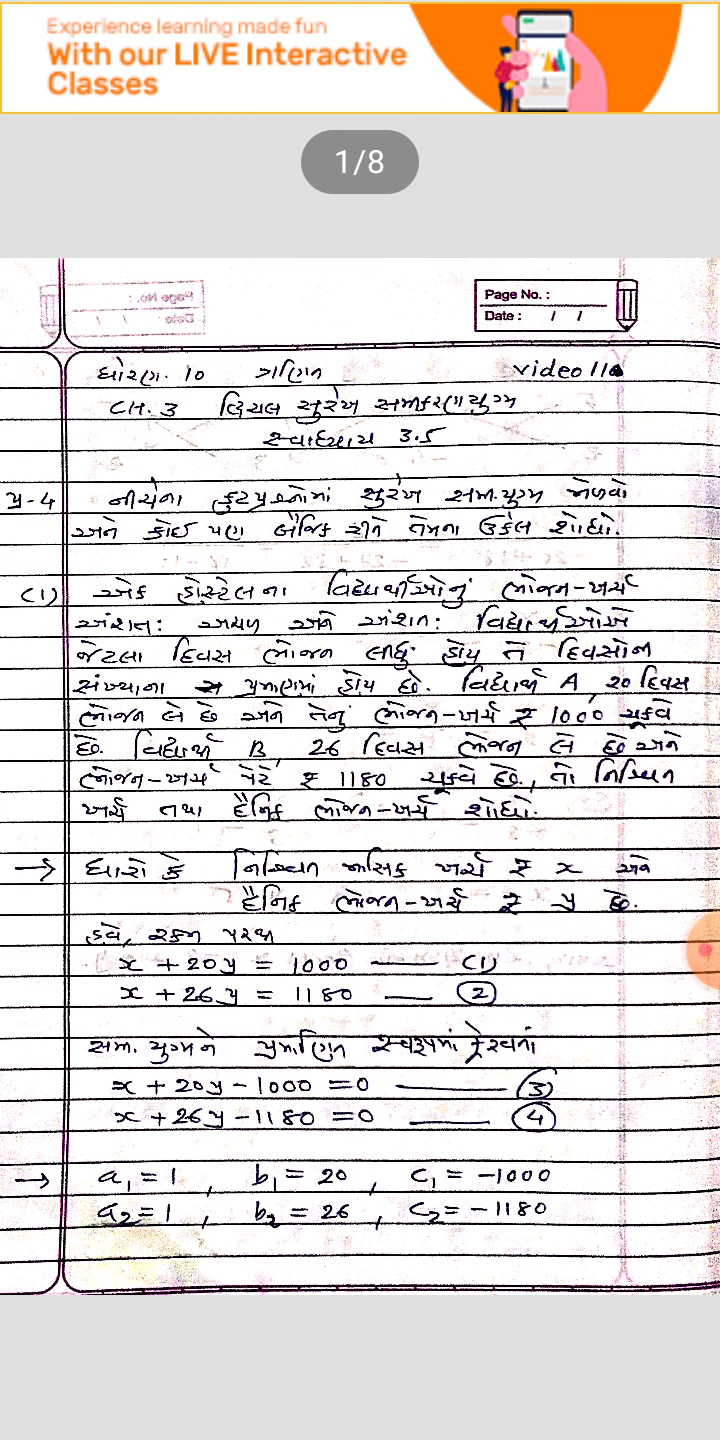 Experience learning made fun
With our LIVE Interactive
Classes
1/8
Page No. :
Date : / /
ધોરણ. 10 ગણિત video 110
CH. 3 દ્વિચલ સુરેખ સમીકરણયુગ્મ
સ્વાધ્યાય 3.5
પ્ર-4 નીચેના કુટપ્રશ્નોમાં સુરેખ સમ.યુગ્મ મેળવો
અને કોઈ પણ બૈજિક રીતે તેમના ઉકેલ શોધો.
(1) એક હોસ્ટેલના વિદ્યાર્થીઓનું ભોજન-ખર્ચ
અંશતઃ અચળ અને અંશતઃ વિદ્યાર્થીઓએ
જેટલા દિવસ ભોજન લીધું હોય તે દિવસોની
સંખ્યાના પ્રમાણમાં હોય છે. વિદ્યાર્થી A, 20 દિવસ
ભોજન લે છે અને તેનું ભોજન-ખર્ચ ₹ 1000 ચૂકવે
છે. વિદ્યાર્થી B, 26 દિવસ ભોજન લે છે અને
ભોજન-ખર્ચ પેટે ₹ 1180 ચૂકવે છે, તો નિશ્ચિત
ખર્ચ તથા દૈનિક ભોજન-ખર્ચ શોધો.
→ ધારો કે નિશ્ચિત માસિક ખર્ચ ₹ x અને
દૈનિક ભોજન-ખર્ચ ₹ y છે.
હવે, રકમ પરથી
x + 20y = 1000 —— (1)
x + 26y = 1180 —— (2)
સમ. યુગ્મને પ્રમાણિત સ્વરૂપમાં ફેરવતાં
x + 20y - 1000 = 0 —— (3)
x + 26y - 1180 = 0 —— (4)
→ a₁ = 1, b₁ = 20, c₁ = -1000
a₂ = 1, b₂ = 26, c₂ = -1180